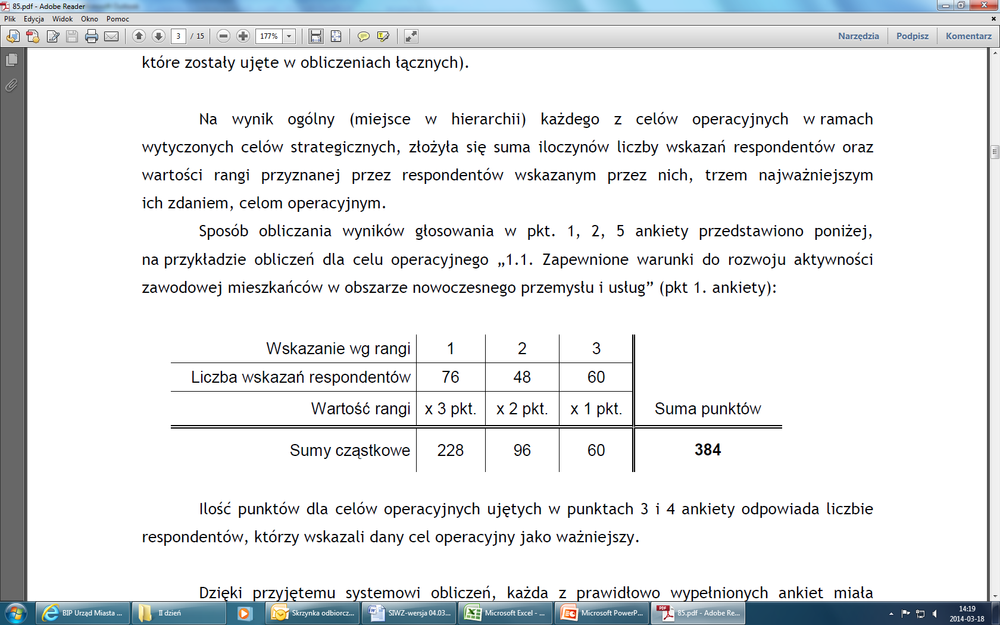 85.pdf - Adobe Reader
Plik Edycja Widok Okno Pomoc
3 / 15 177% Narzędzia Podpisz Komentarz
które zostały ujęte w obliczeniach łącznych).
Na wynik ogólny (miejsce w hierarchii) każdego z celów operacyjnych w ramach
wytyczonych celów strategicznych, złożyła się suma iloczynów liczby wskazań respondentów oraz
wartości rangi przyznanej przez respondentów wskazanym przez nich, trzem najważniejszym
ich zdaniem, celom operacyjnym.
Sposób obliczania wyników głosowania w pkt. 1, 2, 5 ankiety przedstawiono poniżej,
na przykładzie obliczeń dla celu operacyjnego „1.1. Zapewnione warunki do rozwoju aktywności
zawodowej mieszkańców w obszarze nowoczesnego przemysłu i usług” (pkt 1. ankiety):
Wskazanie wg rangi 1 2 3
Liczba wskazań respondentów 76 48 60
Wartość rangi x 3 pkt. x 2 pkt. x 1 pkt. Suma punktów
Sumy cząstkowe 228 96 60 384
Ilość punktów dla celów operacyjnych ujętych w punktach 3 i 4 ankiety odpowiada liczbie
respondentów, którzy wskazali dany cel operacyjny jako ważniejszy.
Dzięki przyjętemu systemowi obliczeń, każda z prawidłowo wypełnionych ankiet miała
BIP Urząd Miasta ... II dzień Skrzynka odbiorcz... SIWZ-wersja 04.03... Microsoft Excel - ... Microsoft PowerP... 85.pdf - Adobe Re... 14:19
2014-03-18